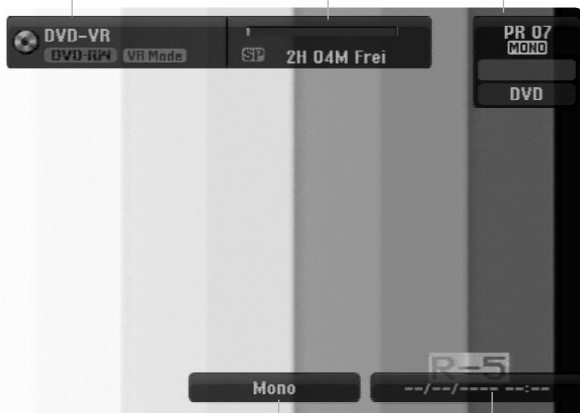 DVD-VR
DVD-RW VR Mode
SP 2H 04M Frei
PR 07
MONO
DVD
R-5
Mono
--/--/---- --:--